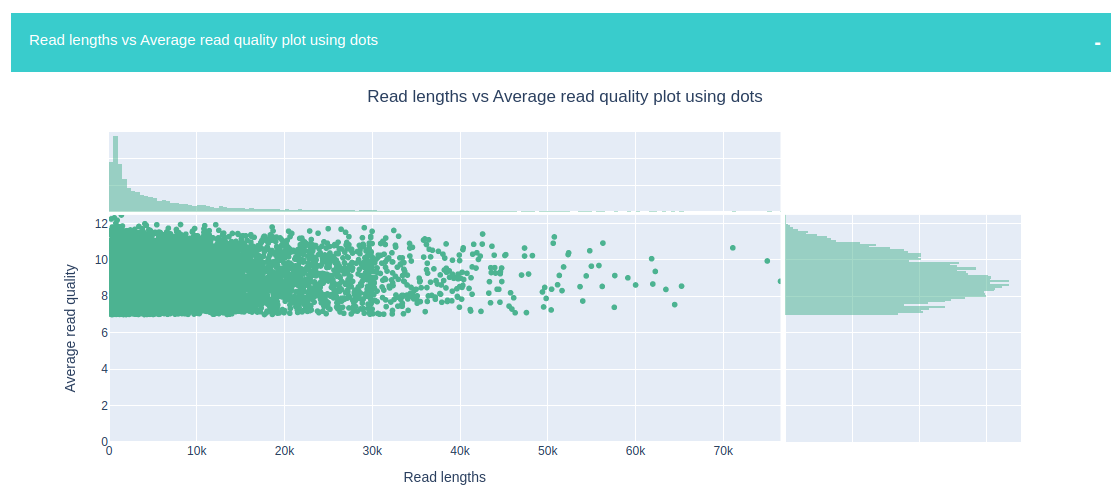 Read lengths vs Average read quality plot using dots
-
Read lengths vs Average read quality plot using dots
12
10
8
6
4
2
0
Average read quality
0 10k 20k 30k 40k 50k 60k 70k
Read lengths